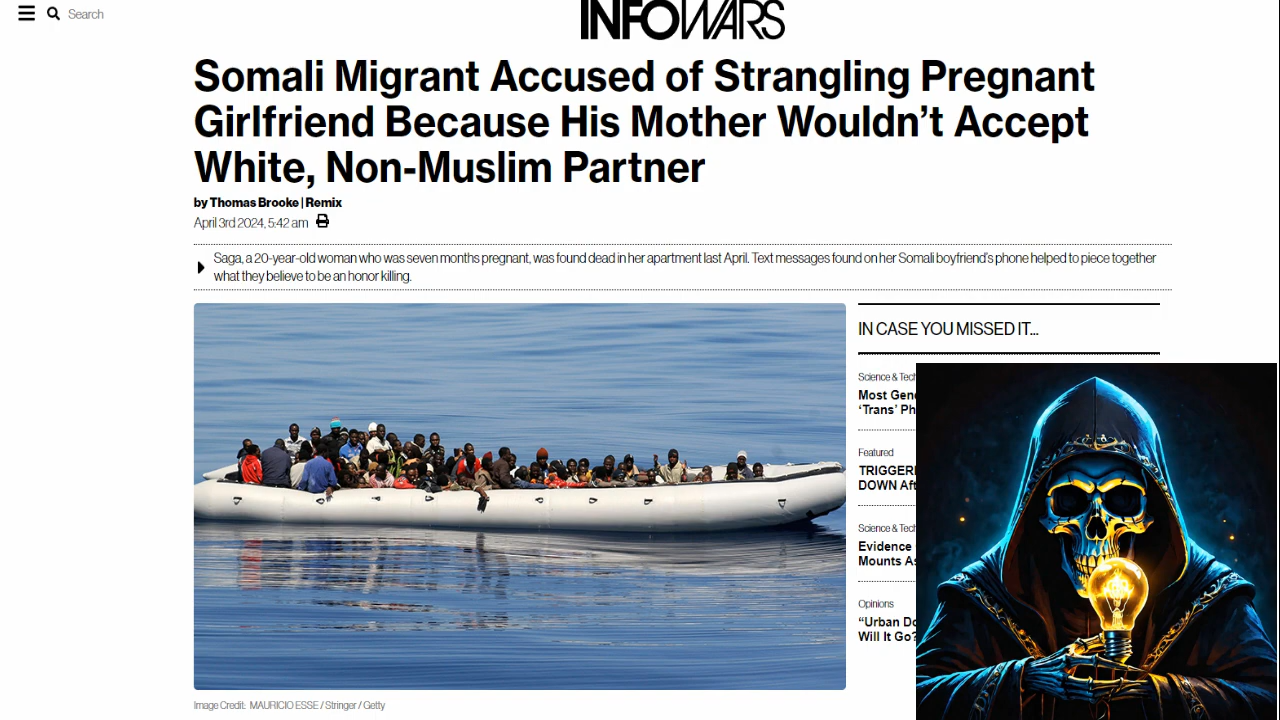 Search
INFOWARS
Somali Migrant Accused of Strangling Pregnant
Girlfriend Because His Mother Wouldn’t Accept
White, Non-Muslim Partner
by Thomas Brooke | Remix
April 3rd 2024, 5:42 am
Saga, a 20-year-old woman who was seven months pregnant, was found dead in her apartment last April. Text messages found on her Somali boyfriend’s phone helped to piece together
what they believe to be an honor killing.
IN CASE YOU MISSED IT...
Science & Tech
Most Gen
‘Trans’ Ph
Featured
TRIGGER
DOWN Aft
Science & Tech
Evidence
Mounts As
Opinions
“Urban Do
Will It Go?
Image Credit: MAURICIO ESSE / Stringer / Getty